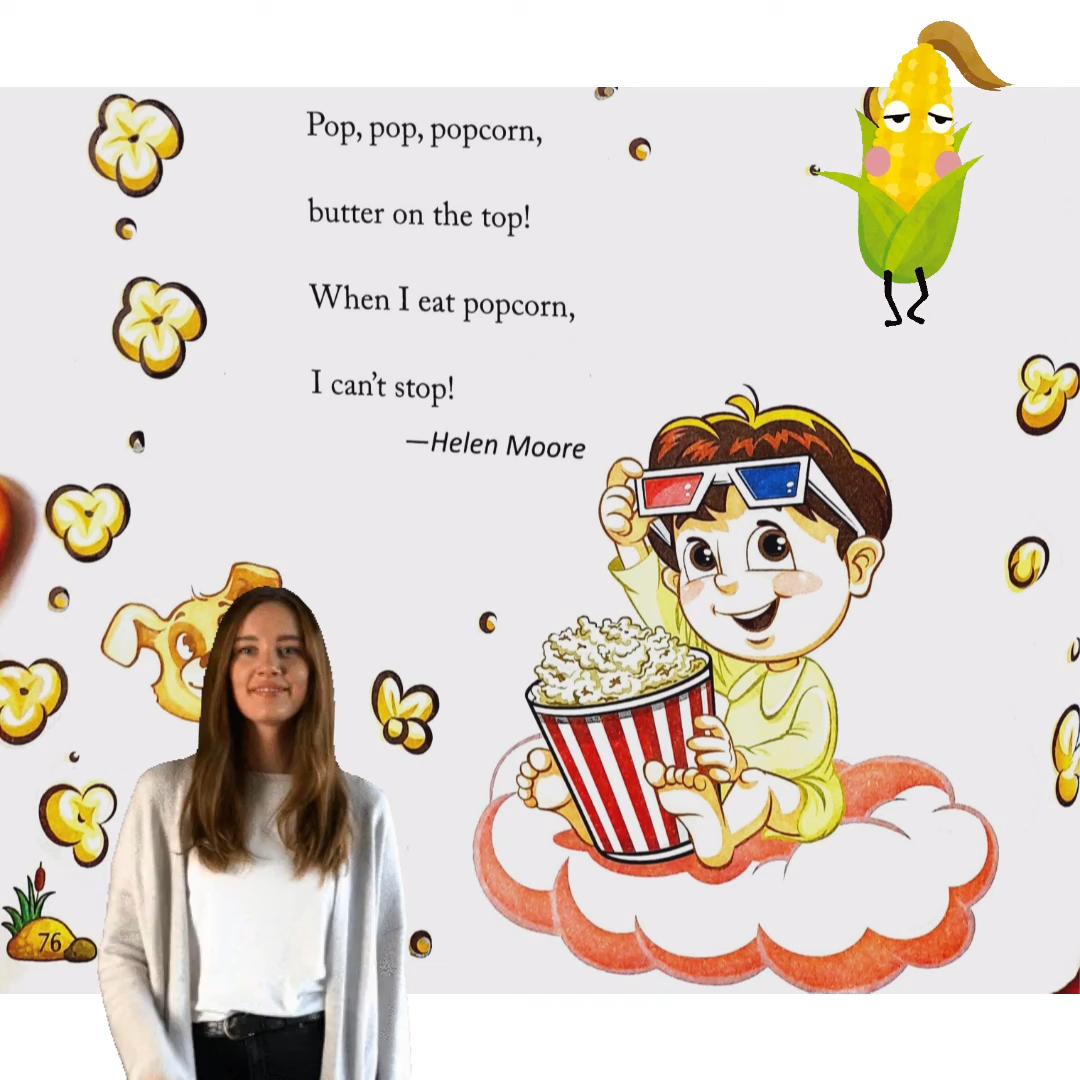 Pop, pop, popcorn,
butter on the top!
When I eat popcorn,
I can't stop!
—Helen Moore
76